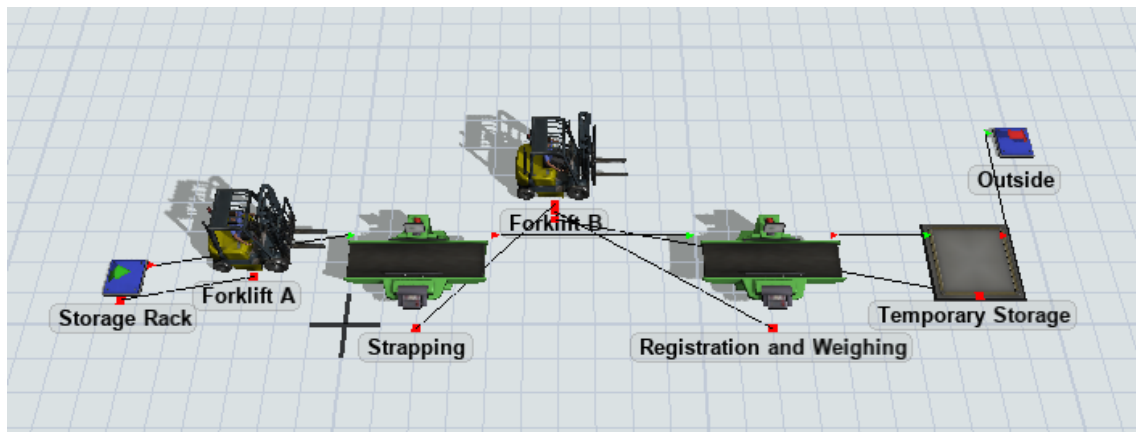 Outside
Forklift B
Forklift A
Storage Rack
Strapping
Registration and Weighing
Temporary Storage